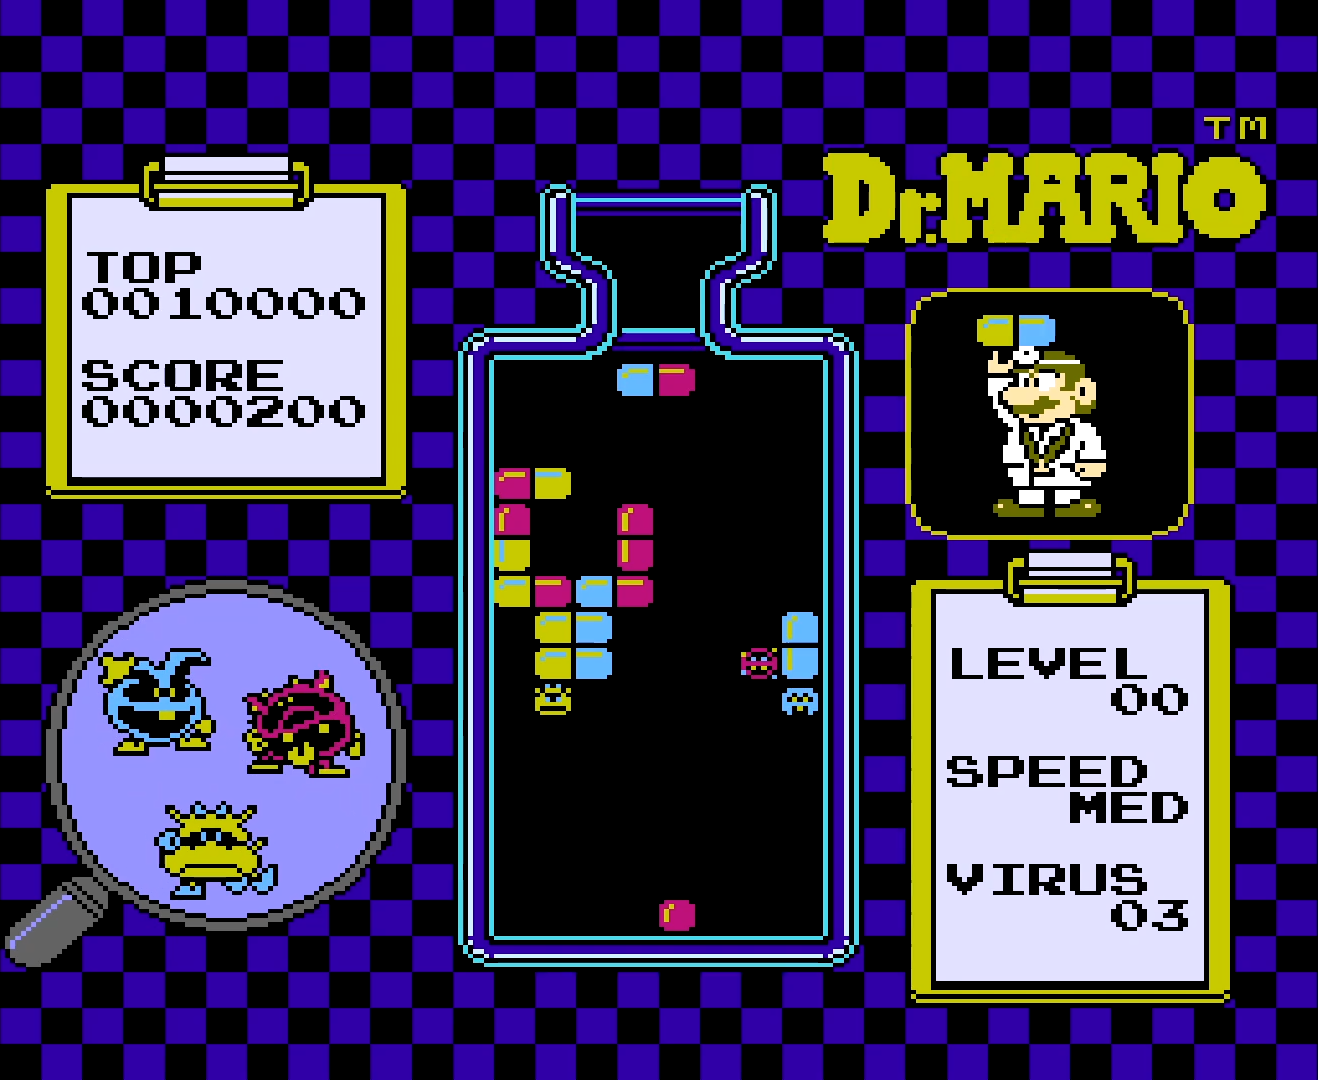 TM
Dr. MARIO
TOP
0010000
SCORE
0000200
LEVEL
00
SPEED
MED
VIRUS
03